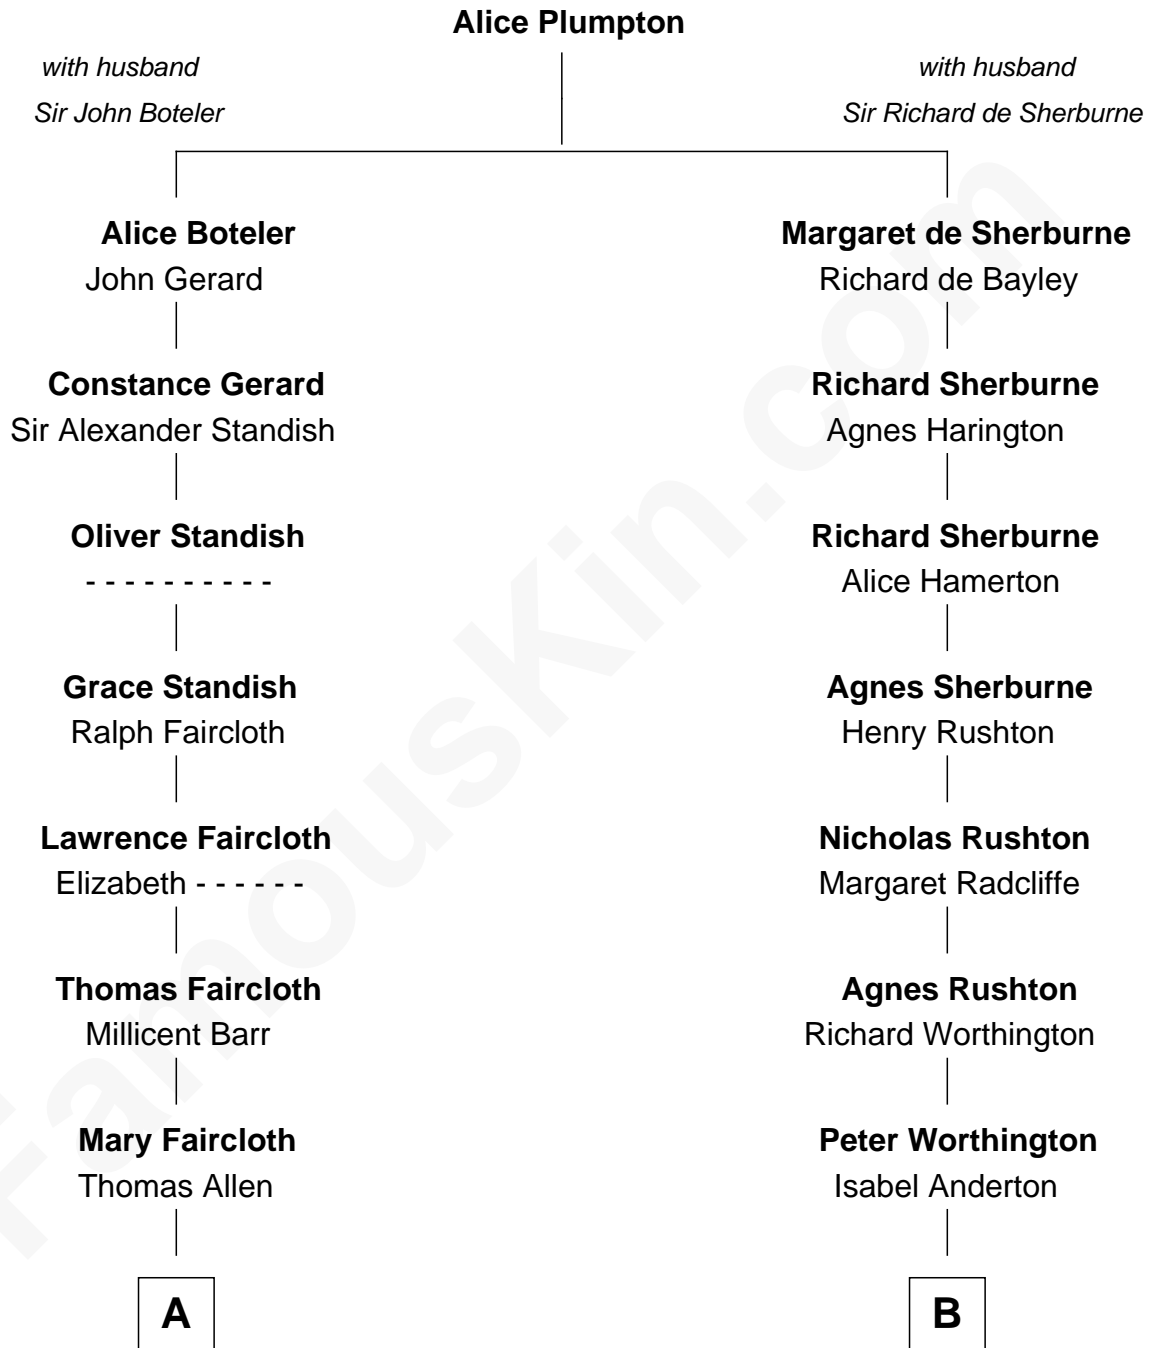 Alice Plumpton
with husband
Sir John Boteler
with husband
Sir Richard de Sherburne
Alice Boteler
John Gerard
Margaret de Sherburne
Richard de Bayley
Constance Gerard
Sir Alexander Standish
Richard Sherburne
Agnes Harington
Oliver Standish
- - - - - - - - - -
Richard Sherburne
Alice Hamerton
Grace Standish
Ralph Faircloth
Agnes Sherburne
Henry Rushton
Lawrence Faircloth
Elizabeth - - - - - -
Nicholas Rushton
Margaret Radcliffe
Thomas Faircloth
Millicent Barr
Agnes Rushton
Richard Worthington
Mary Faircloth
Thomas Allen
Peter Worthington
Isabel Anderton
A
B
FamousKin.com